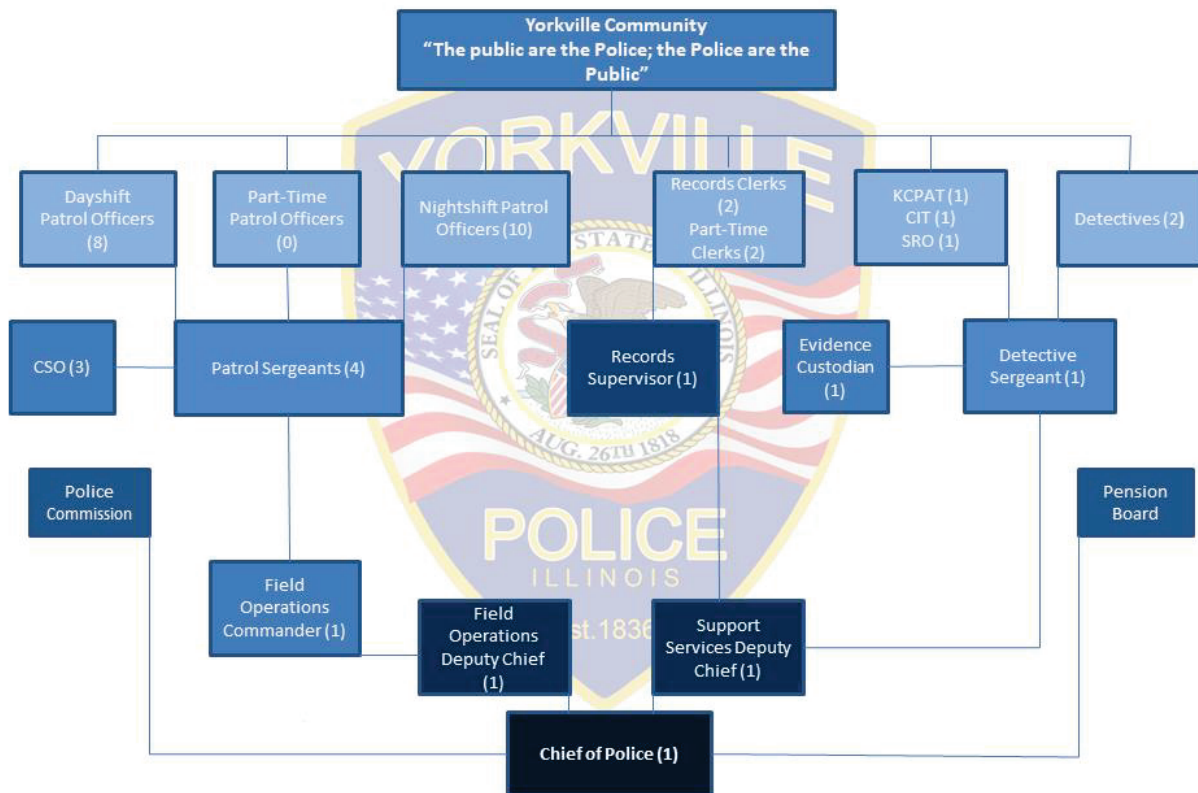 Yorkville Community
“The public are the Police; the Police are the
Public”
Dayshift
Patrol Officers
(8)
Part-Time
Patrol Officers
(0)
Nightshift Patrol
Officers (10)
Records Clerks
(2)
Part-Time
Clerks (2)
KCPAT (1)
CIT (1)
SRO (1)
Detectives (2)
CSO (3)
Patrol Sergeants (4)
Records
Supervisor (1)
Evidence
Custodian
(1)
Detective
Sergeant (1)
Police
Commission
Pension
Board
Field
Operations
Commander (1)
Field
Operations
Deputy Chief
(1)
Support
Services Deputy
Chief (1)
Chief of Police (1)
YORKVILLE
SEAL OF STATE ILLINOIS
AUG. 26TH 1818
POLICE
ILLINOIS
st.1836